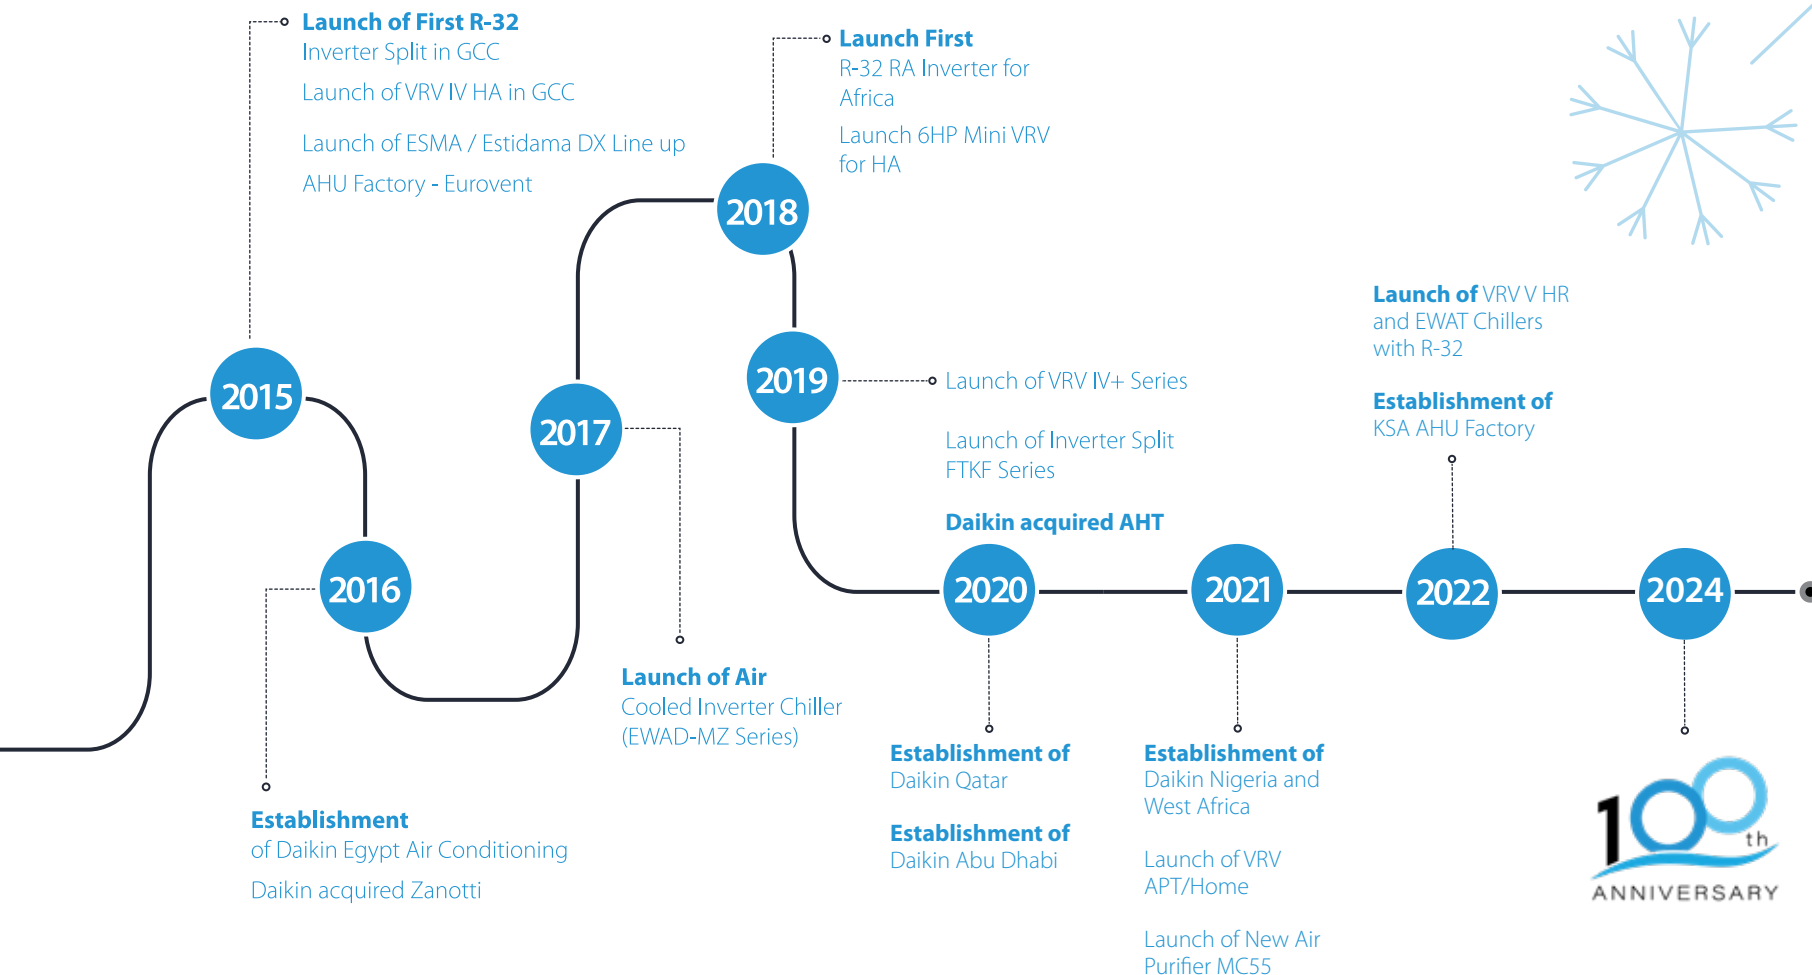 Launch of First R-32
Inverter Split in GCC
Launch of VRV IV HA in GCC
Launch of ESMA / Estidama DX Line up
AHU Factory - Eurovent
2015
2016
Establishment
of Daikin Egypt Air Conditioning
Daikin acquired Zanotti
2017
Launch of Air
Cooled Inverter Chiller
(EWAD-MZ Series)
2018
Launch First
R-32 RA Inverter for
Africa
Launch 6HP Mini VRV
for HA
2019
Launch of VRV IV+ Series
Launch of Inverter Split
FTKF Series
Daikin acquired AHT
2020
Establishment of
Daikin Qatar
Establishment of
Daikin Abu Dhabi
2021
Establishment of
Daikin Nigeria and
West Africa
Launch of VRV
APT/Home
Launch of New Air
Purifier MC55
Launch of VRV V HR
and EWAT Chillers
with R-32
Establishment of
KSA AHU Factory
2022
2024
100th
ANNIVERSARY